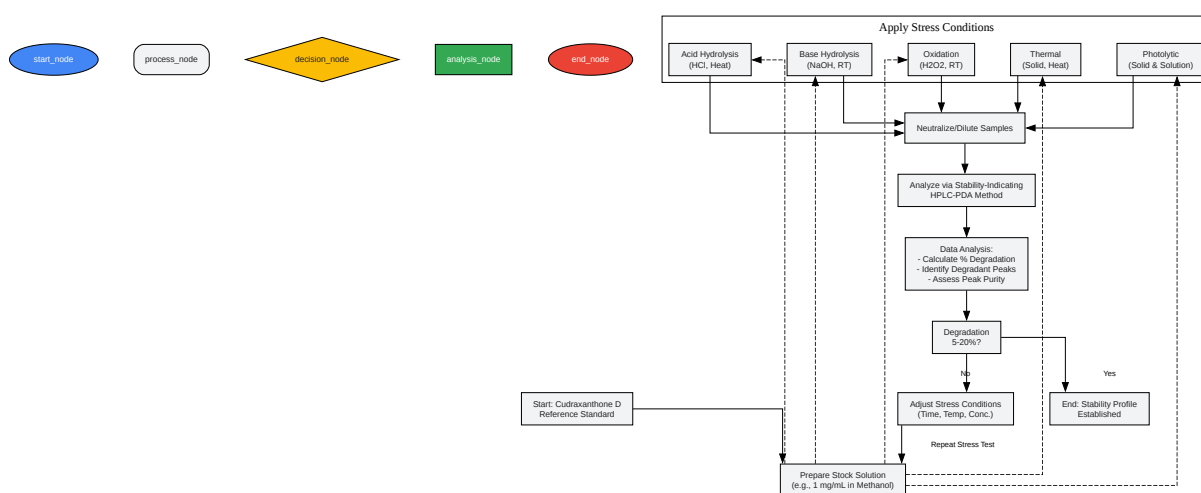 start_node
process_node
decision_node
analysis_node
end_node
Apply Stress Conditions
Acid Hydrolysis
(HCl, Heat)
Base Hydrolysis
(NaOH, RT)
Oxidation
(H2O2, RT)
Thermal
(Solid, Heat)
Photolytic
(Solid & Solution)
Neutralize/Dilute Samples
Analyze via Stability-Indicating
HPLC-PDA Method
Data Analysis:
- Calculate % Degradation
- Identify Degradant Peaks
- Assess Peak Purity
Degradation
5-20%?
No
Yes
Start: Cudraxanthone D
Reference Standard
Adjust Stress Conditions
(Time, Temp, Conc.)
End: Stability Profile
Established
Repeat Stress Test
Prepare Stock Solution
(e.g., 1 mg/mL in Methanol)